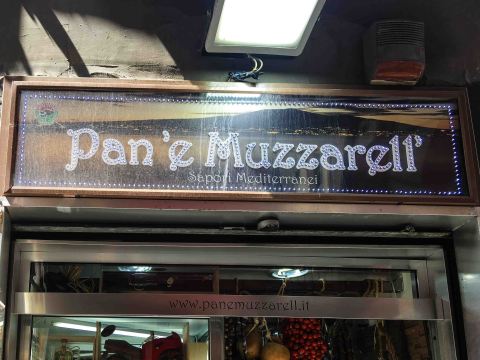 Pan'e Muzzarell'
Sapori Mediterranei
www.panemuzzarell.it